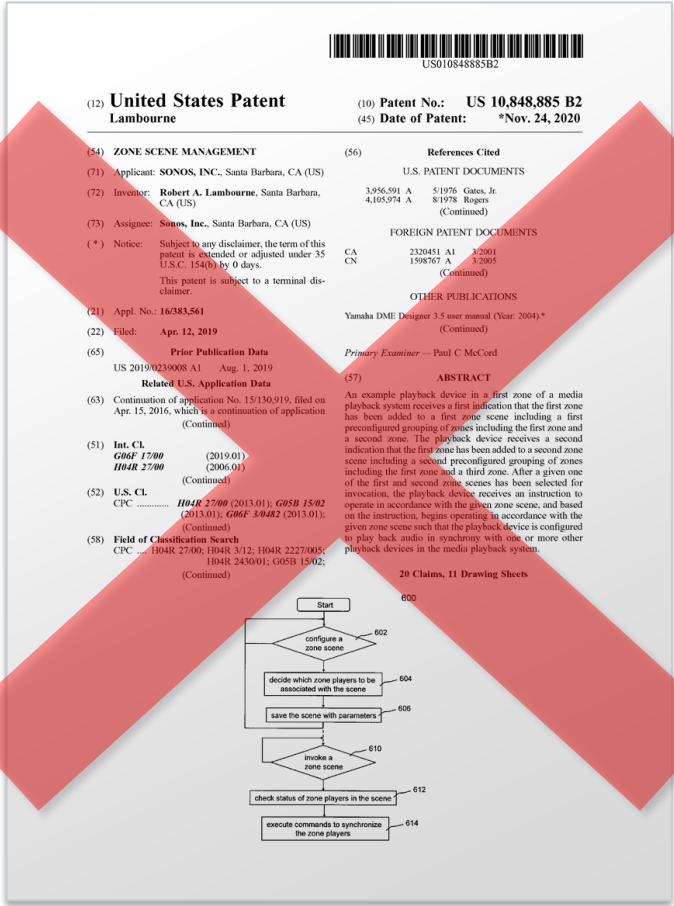 US010848885B2
(12) United States Patent
Lambourne
(10) Patent No.: US 10,848,885 B2
(45) Date of Patent: *Nov. 24, 2020
(54) ZONE SCENE MANAGEMENT
(71) Applicant: SONOS, INC., Santa Barbara, CA (US)
(72) Inventor: Robert A. Lambourne, Santa Barbara,
CA (US)
(73) Assignee: Sonos, Inc., Santa Barbara, CA (US)
( * ) Notice: Subject to any disclaimer, the term of this
patent is extended or adjusted under 35
U.S.C. 154(b) by 0 days.
This patent is subject to a terminal dis-
claimer.
(21) Appl. No.: 16/383,561
(22) Filed: Apr. 12, 2019
(65) Prior Publication Data
US 2019/0239008 A1 Aug. 1, 2019
Related U.S. Application Data
(63) Continuation of application No. 15/130,919, filed on
Apr. 15, 2016, which is a continuation of application
(Continued)
(51) Int. Cl.
G06F 17/00 (2019.01)
H04R 27/00 (2006.01)
(Continued)
(52) U.S. Cl.
CPC ............. H04R 27/00 (2013.01); G05B 15/02
(2013.01); G06F 3/0482 (2013.01);
(Continued)
(58) Field of Classification Search
CPC .... H04R 27/00; H04R 3/12; H04R 2227/005;
H04R 2430/01; G05B 15/02;
(Continued)
(56) References Cited
U.S. PATENT DOCUMENTS
3,956,591 A 5/1976 Gates, Jr.
4,105,974 A 8/1978 Rogers
(Continued)
FOREIGN PATENT DOCUMENTS
CA 2320451 A1 3/2001
CN 1598767 A 3/2005
(Continued)
OTHER PUBLICATIONS
Yamaha DME Designer 3.5 user manual (Year: 2004).*
(Continued)
Primary Examiner — Paul C McCord
(57) ABSTRACT
An example playback device in a first zone of a media
playback system receives a first indication that the first zone
has been added to a first zone scene including a first
preconfigured grouping of zones including the first zone and
a second zone. The playback device receives a second
indication that the first zone has been added to a second zone
scene including a second preconfigured grouping of zones
including the first zone and a third zone. After a given one
of the first and second zone scenes has been selected for
invocation, the playback device receives an instruction to
operate in accordance with the given zone scene, and based
on the instruction, begins operating in accordance with the
given zone scene such that the playback device is configured
to play back audio in synchrony with one or more other
playback devices in the media playback system.
20 Claims, 11 Drawing Sheets
600
Start
configure a
zone scene
602
decide which zone players to be
associated with the scene
604
save the scene with parameters
606
invoke a
zone scene
610
check status of zone players in the scene
612
execute commands to synchronize
the zone players
614